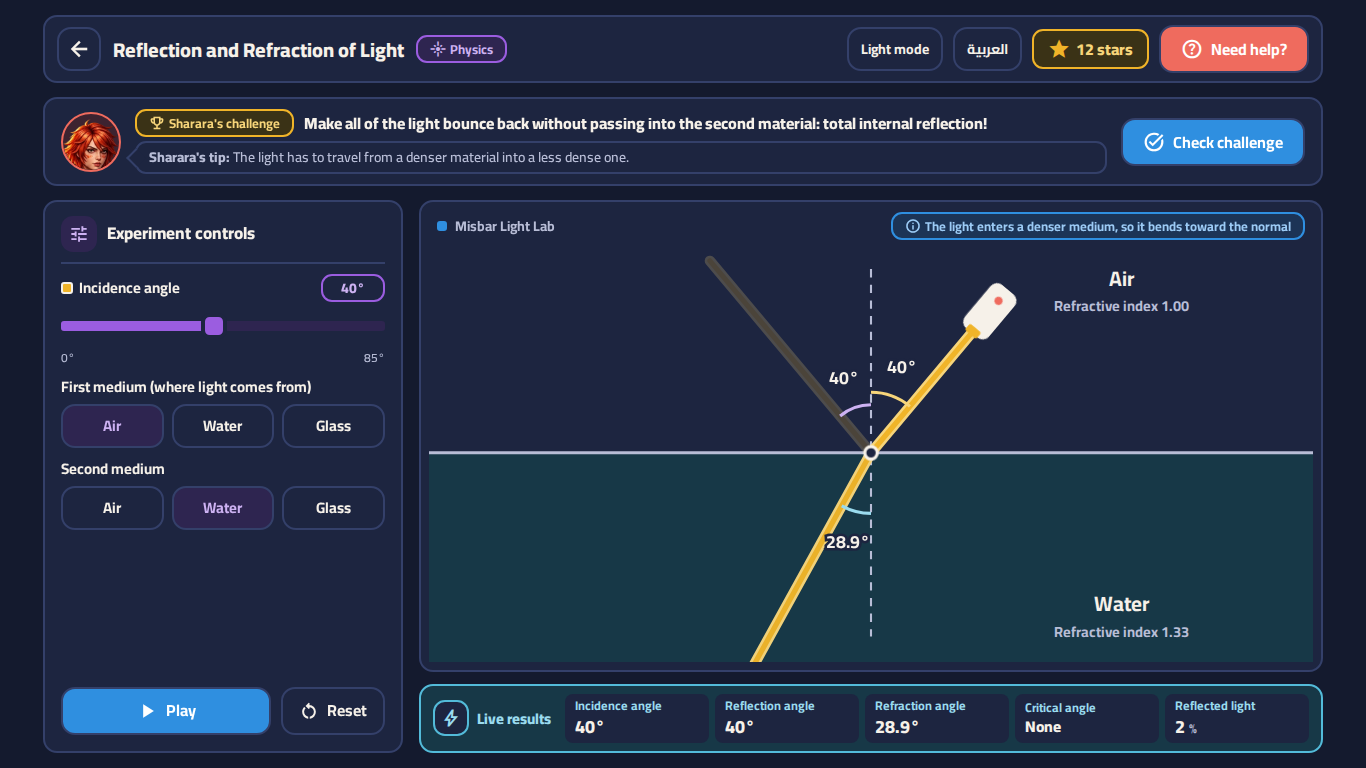 Reflection and Refraction of Light
Physics
Light mode
العربية
12 stars
Need help?
Sharara's challenge
Make all of the light bounce back without passing into the second material: total internal reflection!
Sharara's tip: The light has to travel from a denser material into a less dense one.
Check challenge
Experiment controls
Incidence angle
40°
0°
85°
First medium (where light comes from)
Air
Water
Glass
Second medium
Air
Water
Glass
Play
Reset
Misbar Light Lab
The light enters a denser medium, so it bends toward the normal
Air
Refractive index 1.00
40°
40°
28.9°
Water
Refractive index 1.33
Live results
Incidence angle
40°
Reflection angle
40°
Refraction angle
28.9°
Critical angle
None
Reflected light
2 %